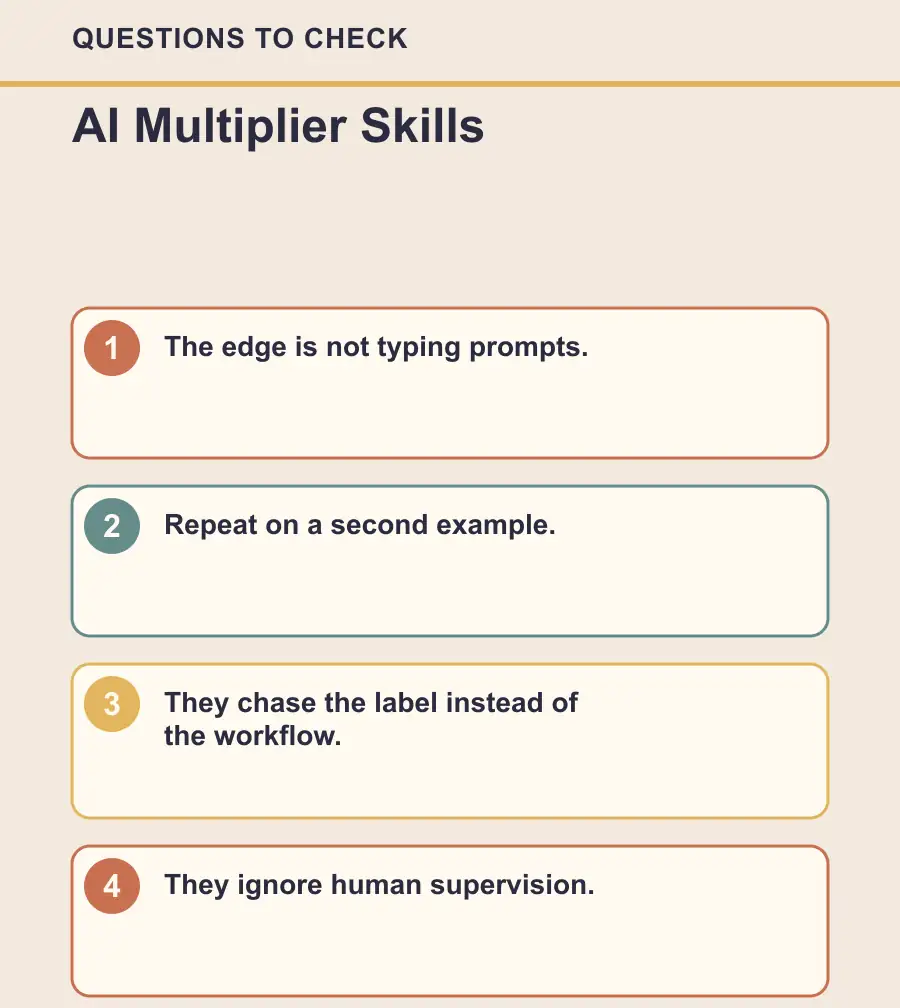 QUESTIONS TO CHECK
AI Multiplier Skills
1
The edge is not typing prompts.
2
Repeat on a second example.
3
They chase the label instead of
the workflow.
4
They ignore human supervision.